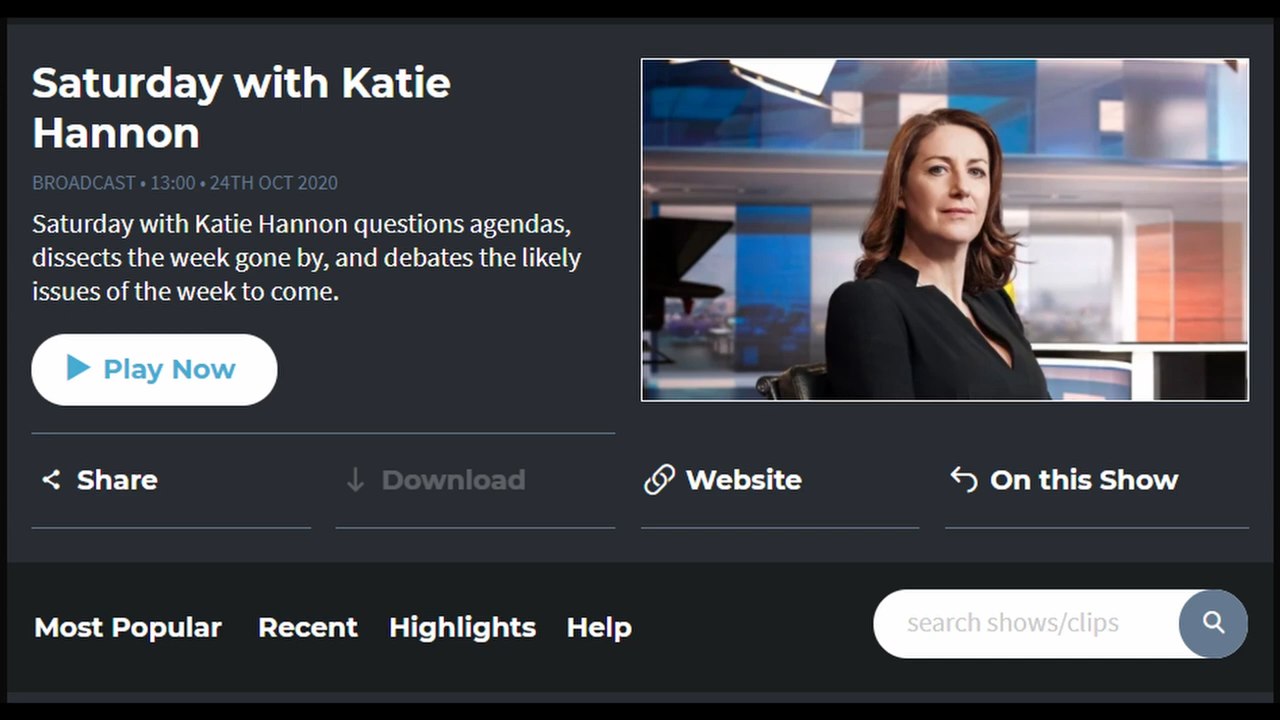 Saturday with Katie
Hannon
BROADCAST • 13:00 • 24TH OCT 2020
Saturday with Katie Hannon questions agendas,
dissects the week gone by, and debates the likely
issues of the week to come.
Play Now
Share
Download
Website
On this Show
Most Popular
Recent
Highlights
Help
search shows/clips